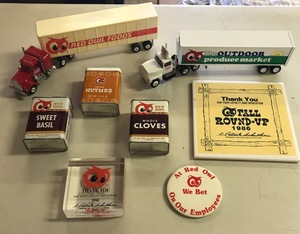 RED OWL FOODS
OUTDOOR
produce market
NUTMEG
SWEET
BASIL
WHOLE
CLOVES
Thank You
FALL
ROUND-UP
1986
THANK YOU
At Red Owl
We Bet
On Our Employees